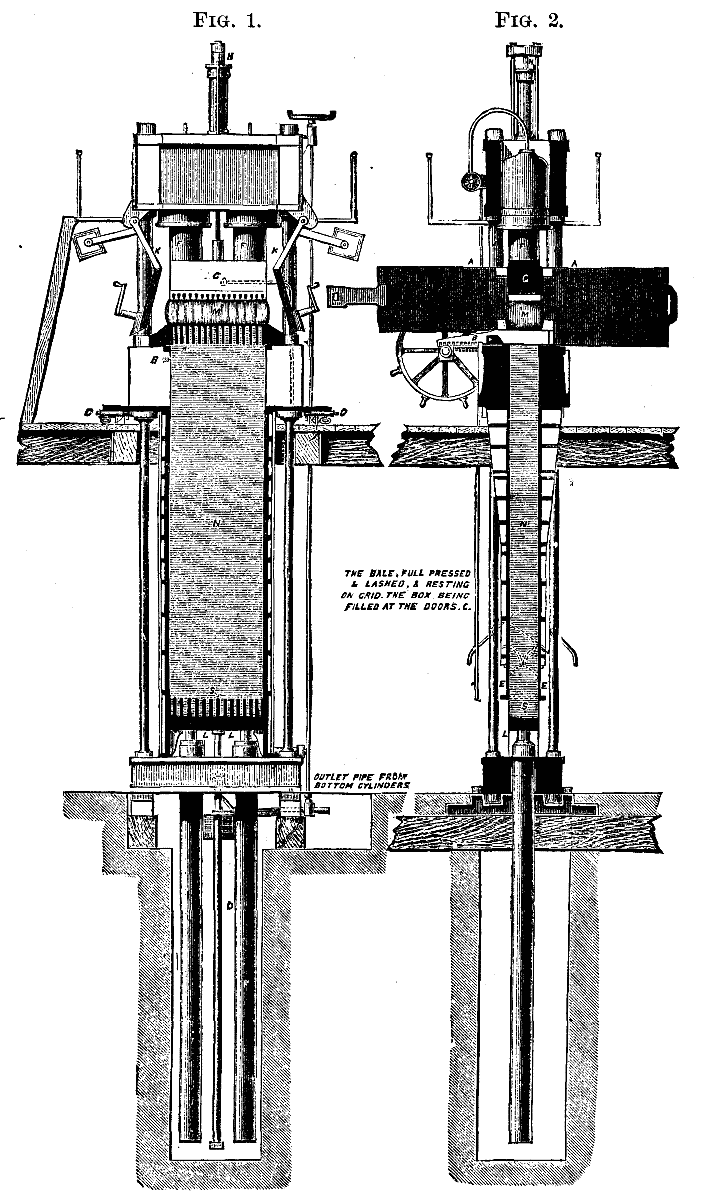 FIG. 1.
FIG. 2.
H
K
K
G
G
A
A
B
D
D
N
N
THE BALE, FULL PRESSED
& LASHED, & RESTING
ON GRID. THE BOX BEING
FILLED AT THE DOORS. C.
E
E
S
S
L
L
L
OUTLET PIPE FROM
BOTTOM CYLINDERS
D